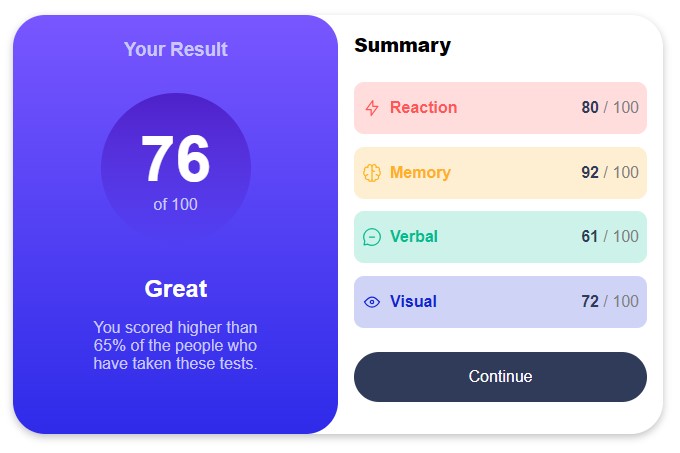 Your Result
76
of 100
Great
You scored higher than
65% of the people who
have taken these tests.
Summary
Reaction 80 / 100
Memory 92 / 100
Verbal 61 / 100
Visual 72 / 100
Continue